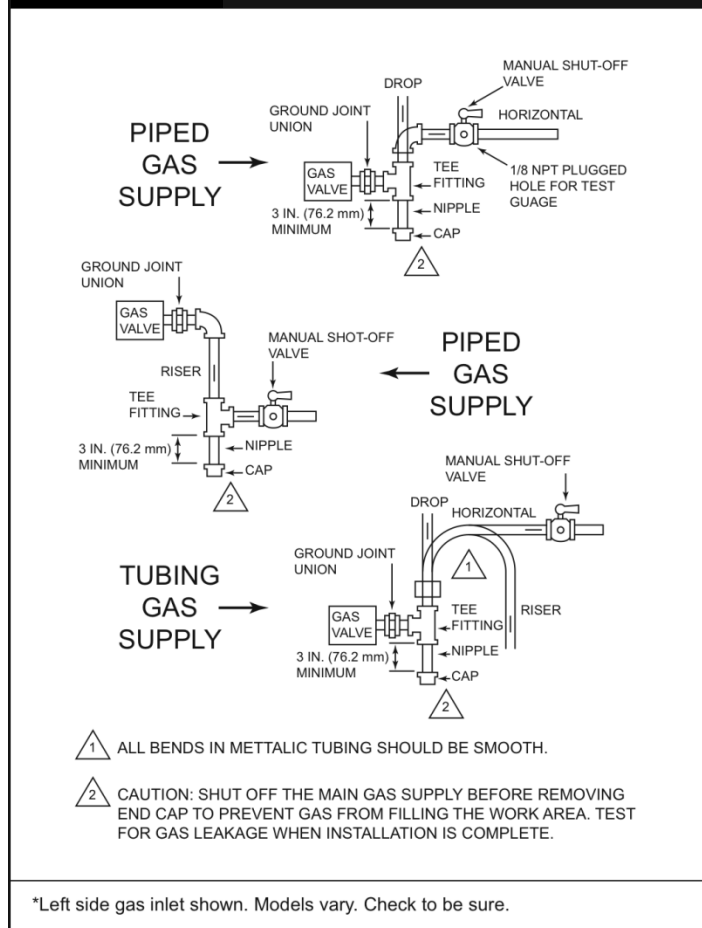 MANUAL SHUT-OFF
VALVE
DROP
HORIZONTAL
GROUND JOINT
UNION
PIPED
GAS
SUPPLY
GAS
VALVE
TEE
FITTING
1/8 NPT PLUGGED
HOLE FOR TEST
GUAGE
3 IN. (76.2 mm)
MINIMUM
NIPPLE
CAP
2
GROUND JOINT
UNION
GAS
VALVE
MANUAL SHOT-OFF
VALVE
PIPED
GAS
SUPPLY
RISER
TEE
FITTING
3 IN. (76.2 mm)
MINIMUM
NIPPLE
CAP
2
MANUAL SHUT-OFF
VALVE
DROP
HORIZONTAL
GROUND JOINT
UNION
1
TUBING
GAS
SUPPLY
GAS
VALVE
TEE
FITTING
RISER
3 IN. (76.2 mm)
MINIMUM
NIPPLE
CAP
2
1 ALL BENDS IN METTALIC TUBING SHOULD BE SMOOTH.
2 CAUTION: SHUT OFF THE MAIN GAS SUPPLY BEFORE REMOVING
END CAP TO PREVENT GAS FROM FILLING THE WORK AREA. TEST
FOR GAS LEAKAGE WHEN INSTALLATION IS COMPLETE.
*Left side gas inlet shown. Models vary. Check to be sure.